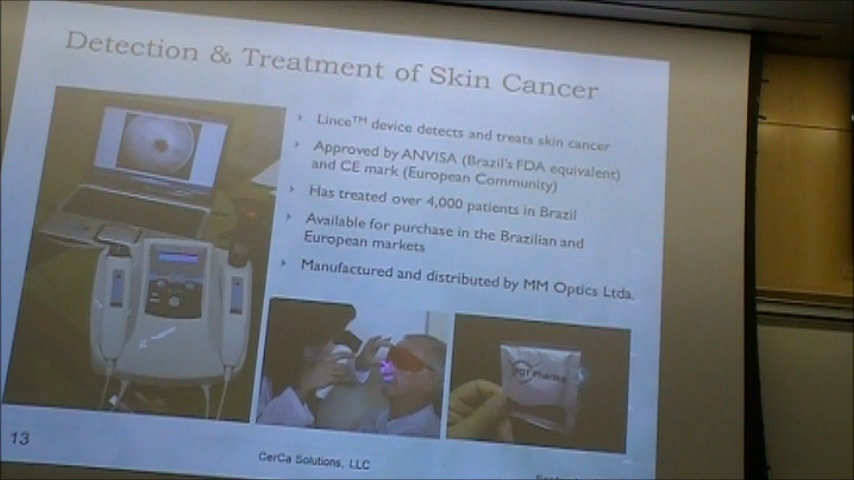 Detection & Treatment of Skin Cancer
Lince™ device detects and treats skin cancer
Approved by ANVISA (Brazil's FDA equivalent)
and CE mark (European Community)
Has treated over 4,000 patients in Brazil
Available for purchase in the Brazilian and
European markets
Manufactured and distributed by MM Optics Ltda.
Pharma
13
CerCa Solutions, LLC